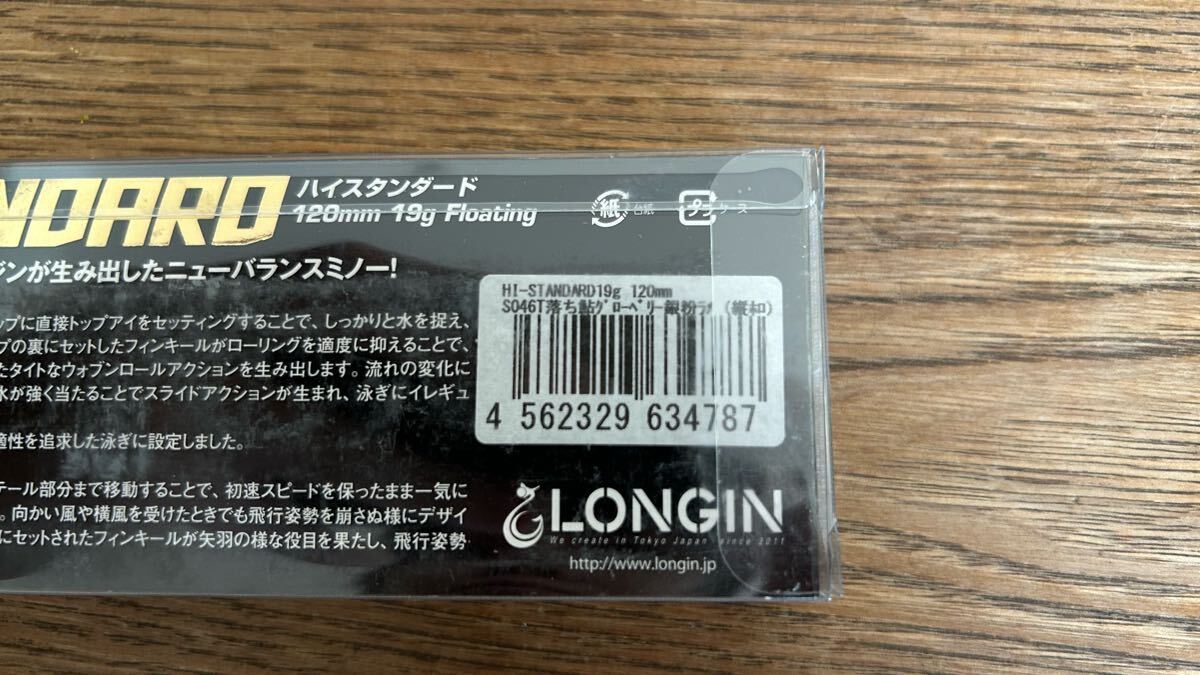 NDARD
ハイスタンダード
120mm 19g Floating
紙 台紙
プラ ケース
ジンが生み出したニューバランスミノー!
ップに直接トップアイをセッティングすることで、しっかりと水を捉え、
プの裏にセットしたフィンキールがローリングを適度に抑えることで、
たタイトなウォブンロールアクションを生み出します。流れの変化に
水が強く当たることでスライドアクションが生まれ、泳ぎにイレギュ
適性を追求した泳ぎに設定しました。
テール部分まで移動することで、初速スピードを保ったまま一気に
。向かい風や横風を受けたときでも飛行姿勢を崩さぬ様にデザイ
にセットされたフィンキールが矢羽の様な役目を果たし、飛行姿勢
HI-STANDARD19g 120mm
S046T落ち鮎グローベリー銀粉ラメ(縦和)
4 562329 634787
LONGIN
We create in Tokyo Japan since 2011
http://www.longin.jp